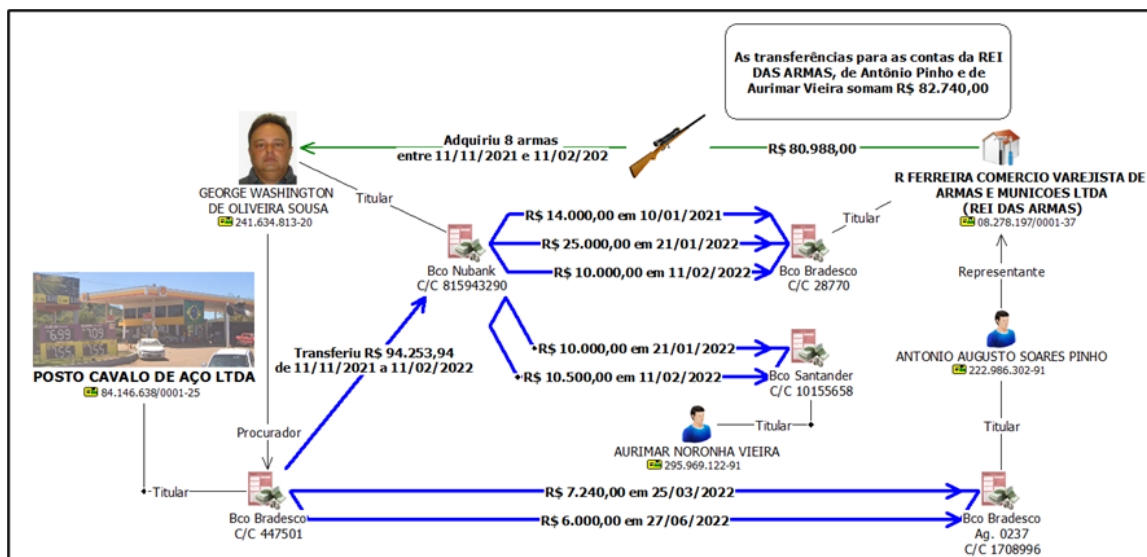 As transferências para as contas da REI
DAS ARMAS, de Antônio Pinho e de
Aurimar Vieira somam R$ 82.740,00
Adquiriu 8 armas
entre 11/11/2021 e 11/02/202
R$ 80.988,00
GEORGE WASHINGTON
DE OLIVEIRA SOUSA
241.634.813-20
Titular
R FERREIRA COMERCIO VAREJISTA DE
ARMAS E MUNICOES LTDA
(REI DAS ARMAS)
08.278.197/0001-37
Titular
R$ 14.000,00 em 10/01/2021
R$ 25.000,00 em 21/01/2022
R$ 10.000,00 em 11/02/2022
Bco Nubank
C/C 815943290
Bco Bradesco
C/C 28770
Representante
6.99
7.09
POSTO CAVALO DE AÇO LTDA
84.146.638/0001-25
Transferiu R$ 94.253,94
de 11/11/2021 a 11/02/2022
R$ 10.000,00 em 21/01/2022
R$ 10.500,00 em 11/02/2022
Bco Santander
C/C 10155658
ANTONIO AUGUSTO SOARES PINHO
222.986.302-91
Titular
AURIMAR NORONHA VIEIRA
295.969.122-91
Procurador
Titular
Titular
Bco Bradesco
C/C 447501
R$ 7.240,00 em 25/03/2022
R$ 6.000,00 em 27/06/2022
Bco Bradesco
Ag. 0237
C/C 1708996